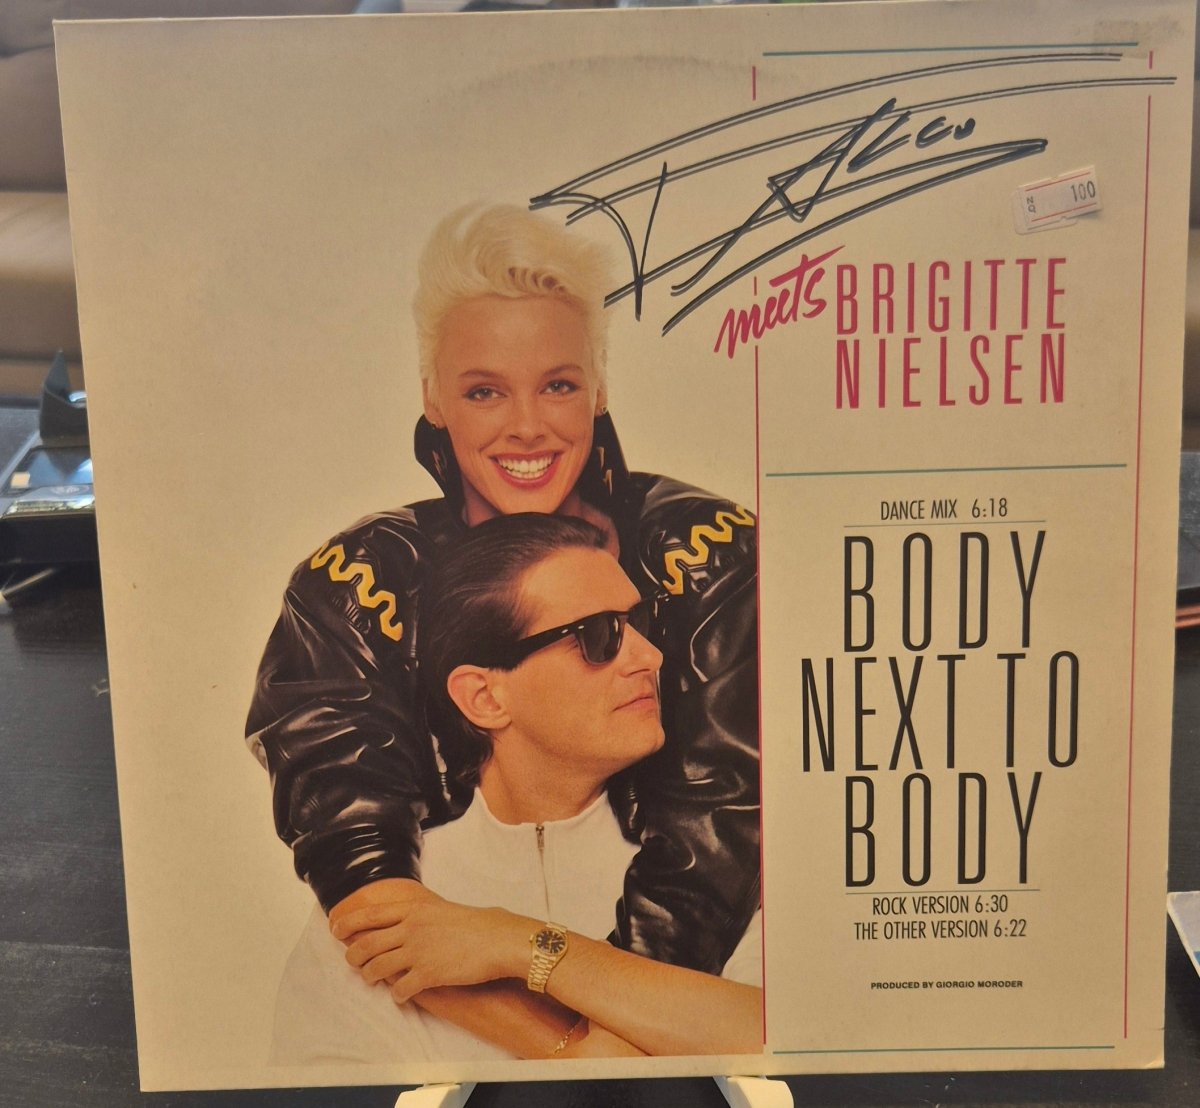 FALCO
NQ 100
meets BRIGITTE
NIELSEN
DANCE MIX 6:18
BODY
NEXT TO
BODY
ROCK VERSION 6:30
THE OTHER VERSION 6:22
PRODUCED BY GIORGIO MORODER